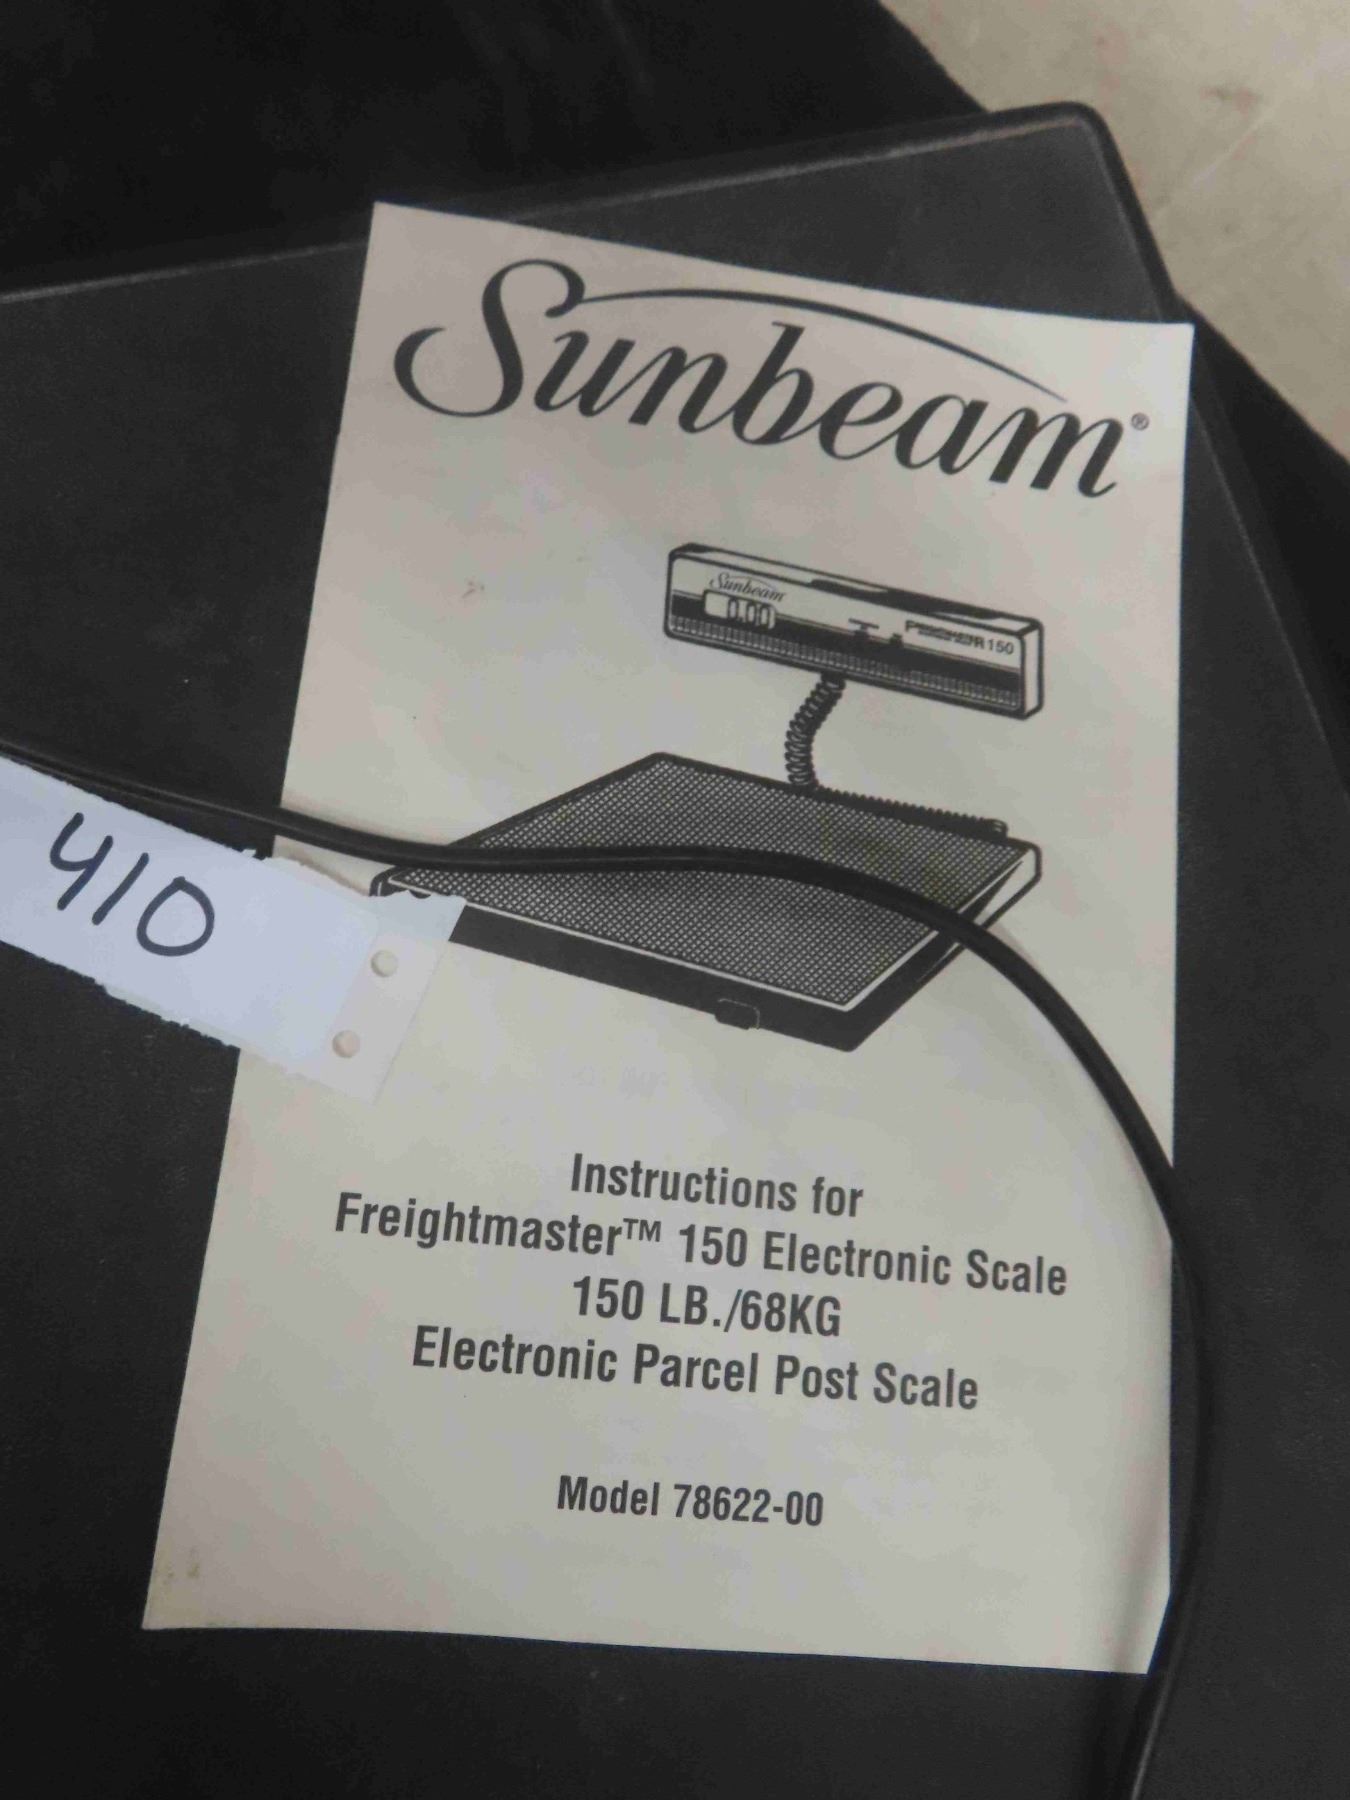 Sunbeam®
Sunbeam
0.00
FREIGHTMASTER 150
410
Instructions for
Freightmaster™ 150 Electronic Scale
150 LB./68KG
Electronic Parcel Post Scale
Model 78622-00